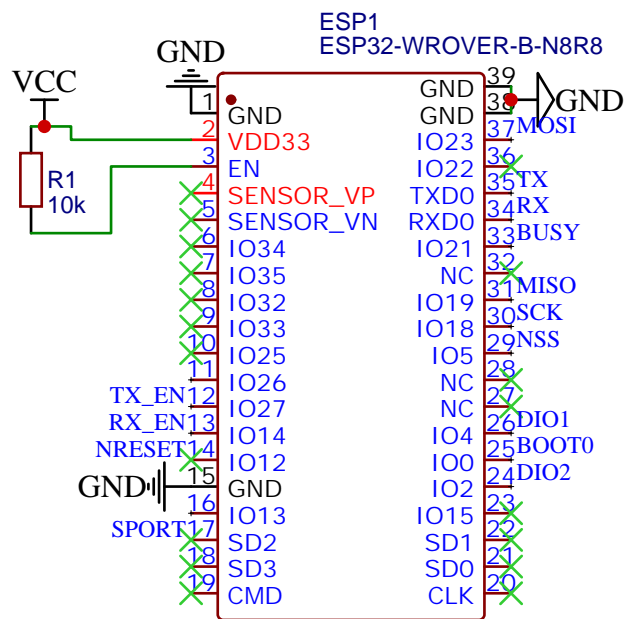 ESP1
ESP32-WROVER-B-N8R8
GND
VCC
R1
10k
1 GND
2 VDD33
3 EN
4 SENSOR_VP
5 SENSOR_VN
6 IO34
7 IO35
8 IO32
9 IO33
10 IO25
11 IO26
TX_EN 12 IO27
RX_EN 13 IO14
NRESET 14 IO12
GND 15 GND
16 IO13
SPORT 17 SD2
18 SD3
19 CMD
GND 39
GND 38 GND
IO23 37 MOSI
IO22 36
TXD0 35 TX
RXD0 34 RX
IO21 33 BUSY
NC 32
IO19 31 MISO
IO18 30 SCK
IO5 29 NSS
NC 28
NC 27
IO4 26 DIO1
IO0 25 BOOT0
IO2 24 DIO2
IO15 23
SD1 22
SD0 21
CLK 20